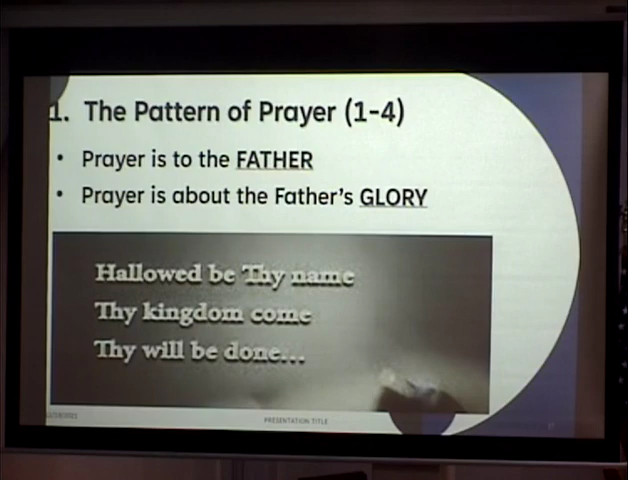 1. The Pattern of Prayer (1-4)
• Prayer is to the FATHER
• Prayer is about the Father's GLORY
Hallowed be Thy name
Thy kingdom come
Thy will be done...
PRESENTATION TITLE